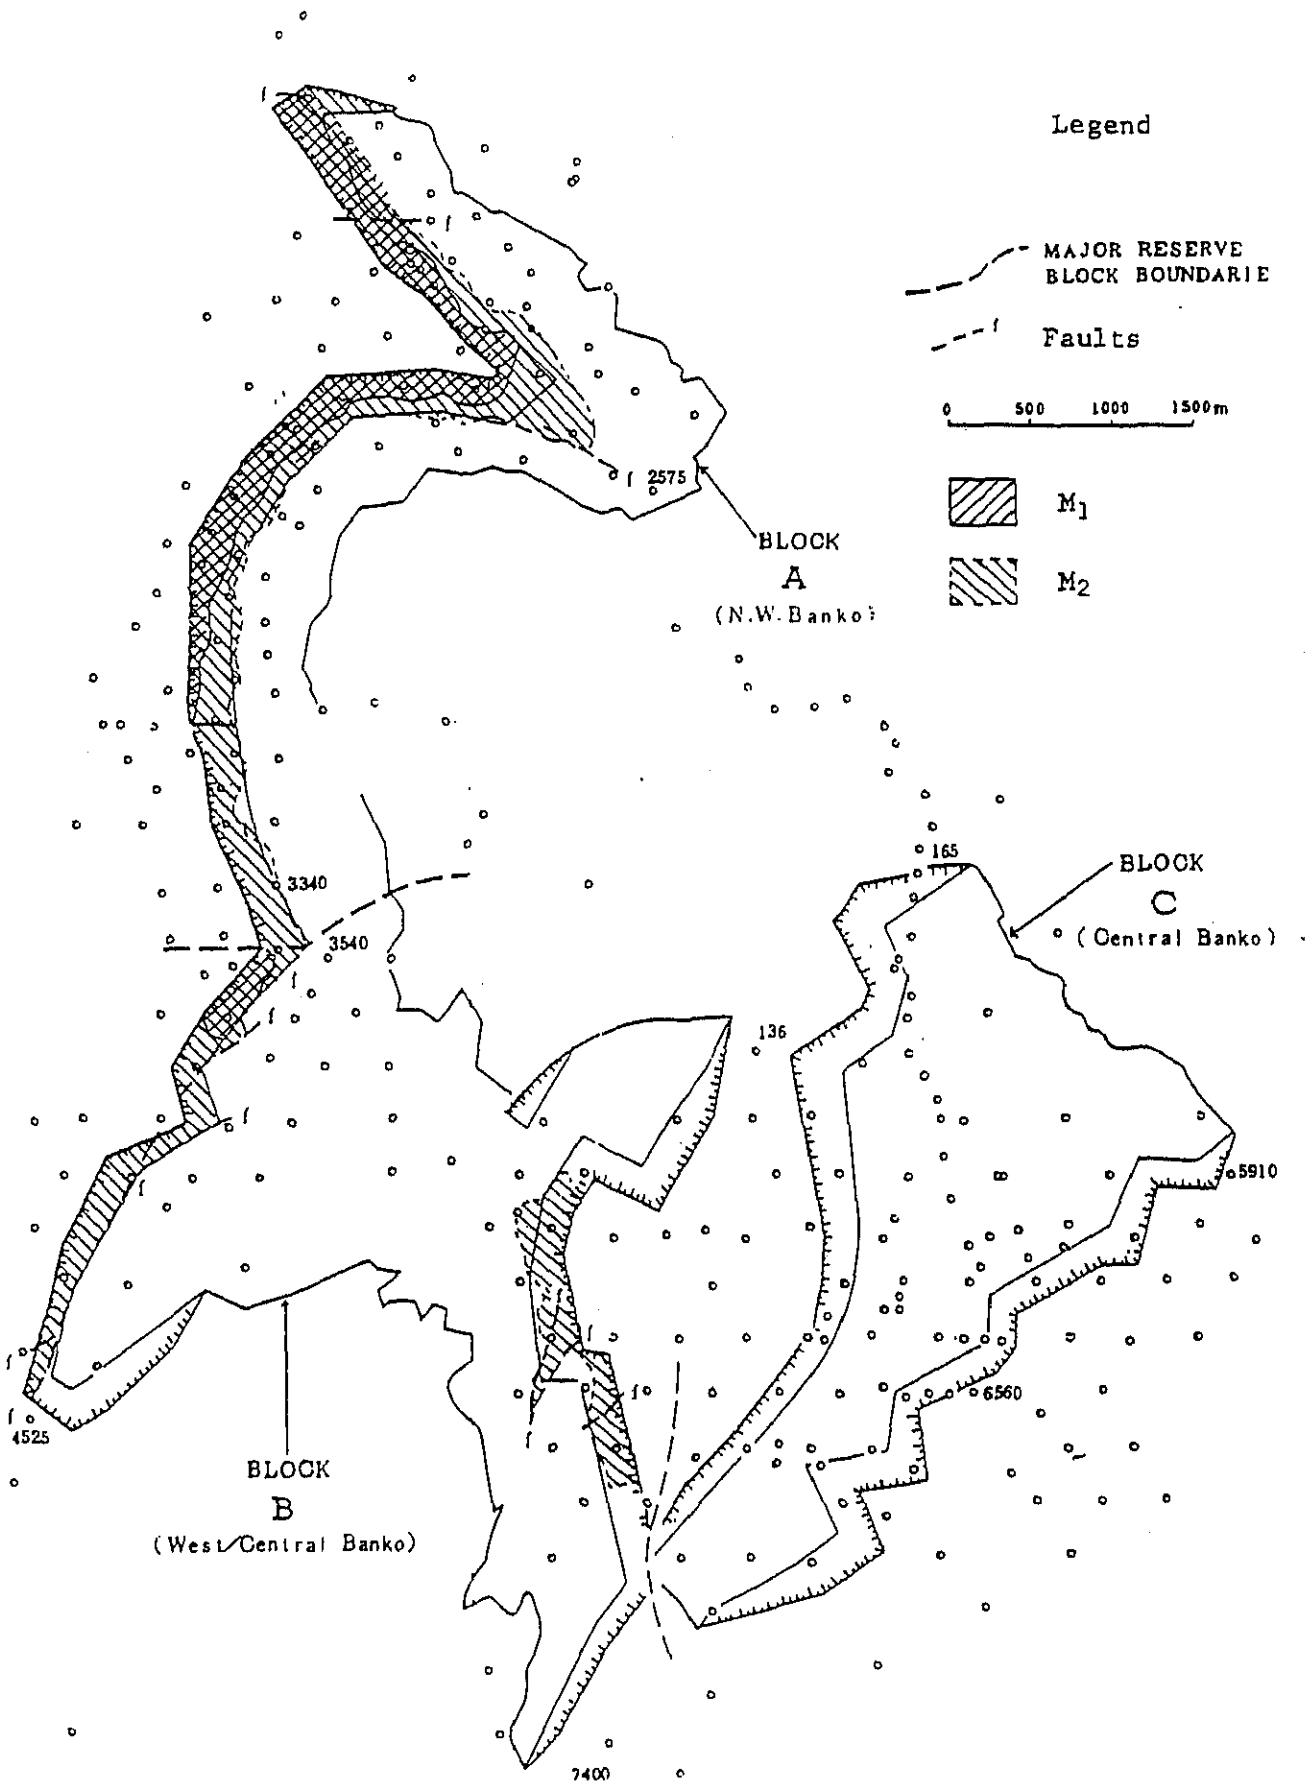 Legend
MAJOR RESERVE
BLOCK BOUNDARIE
f
Faults
0 500 1000 1500m
M1
M2
f
f
f 2575
BLOCK
A
(N.W. Banko)
3340
3540
f
f
f
f
165
BLOCK
C
(Central Banko)
136
5910
6560
f
f
f
f
f
4525
BLOCK
B
(West/Central Banko)
7400